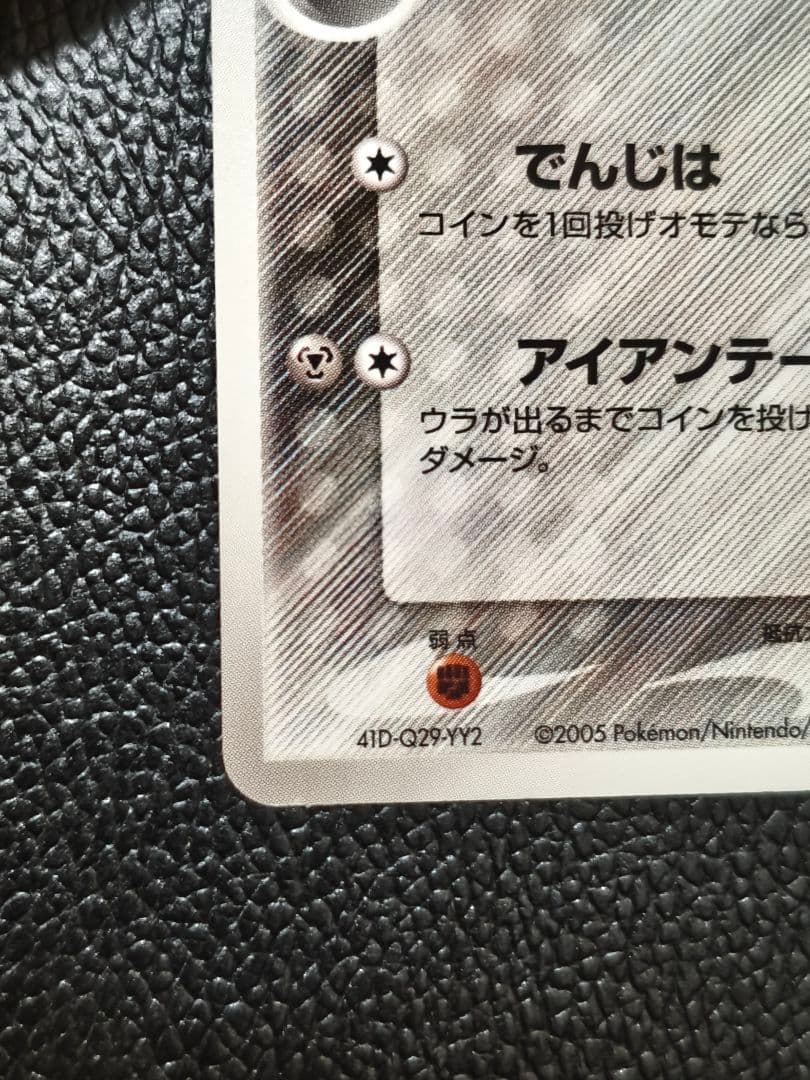 でんじは
コインを1回投げオモテなら
アイアンテー
ウラが出るまでコインを投げ
ダメージ。
弱点
抵抗
41D-Q29-YY2 ©2005 Pokémon/Nintendo/